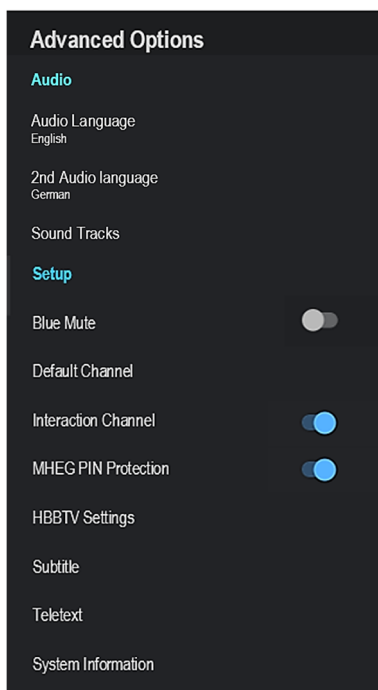 Advanced Options
Audio
Audio Language
English
2nd Audio language
German
Sound Tracks
Setup
Blue Mute
Default Channel
Interaction Channel
MHEG PIN Protection
HBBTV Settings
Subtitle
Teletext
System Information